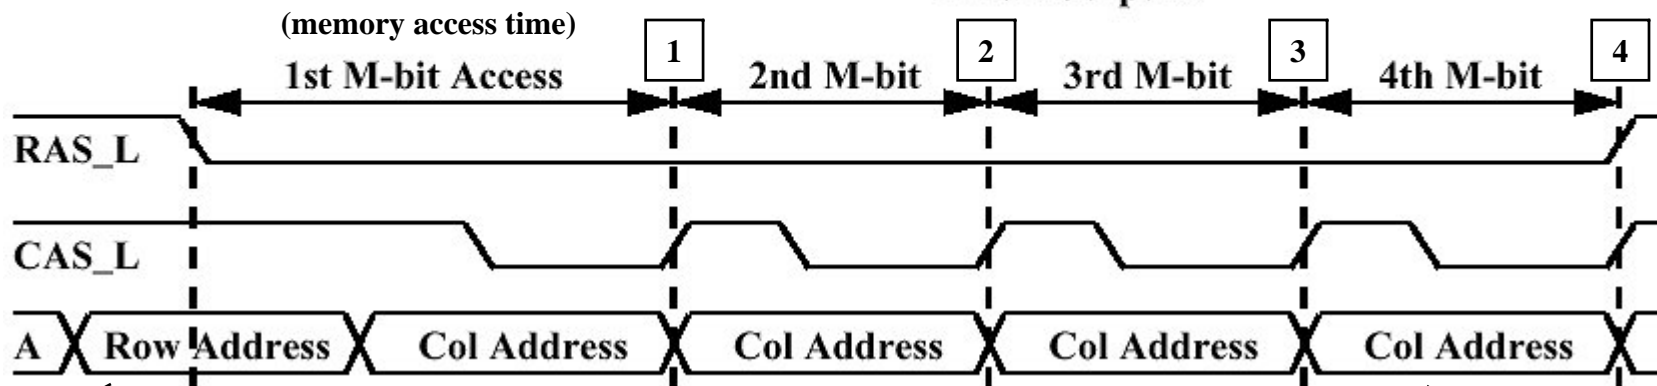 (memory access time)
1 2 3 4
1st M-bit Access 2nd M-bit 3rd M-bit 4th M-bit
RAS_L
CAS_L
A Row Address Col Address Col Address Col Address Col Address